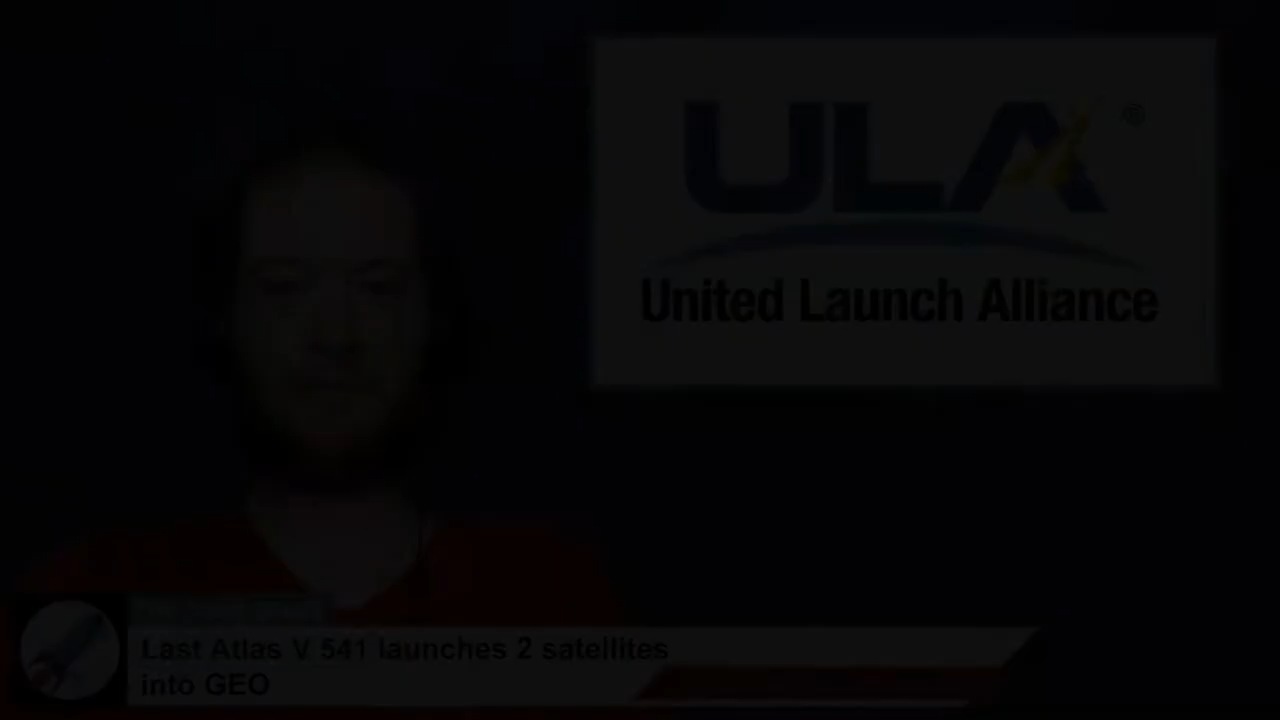 ULA®
United Launch Alliance
Last Atlas V 541 launches 2 satellites
into GEO